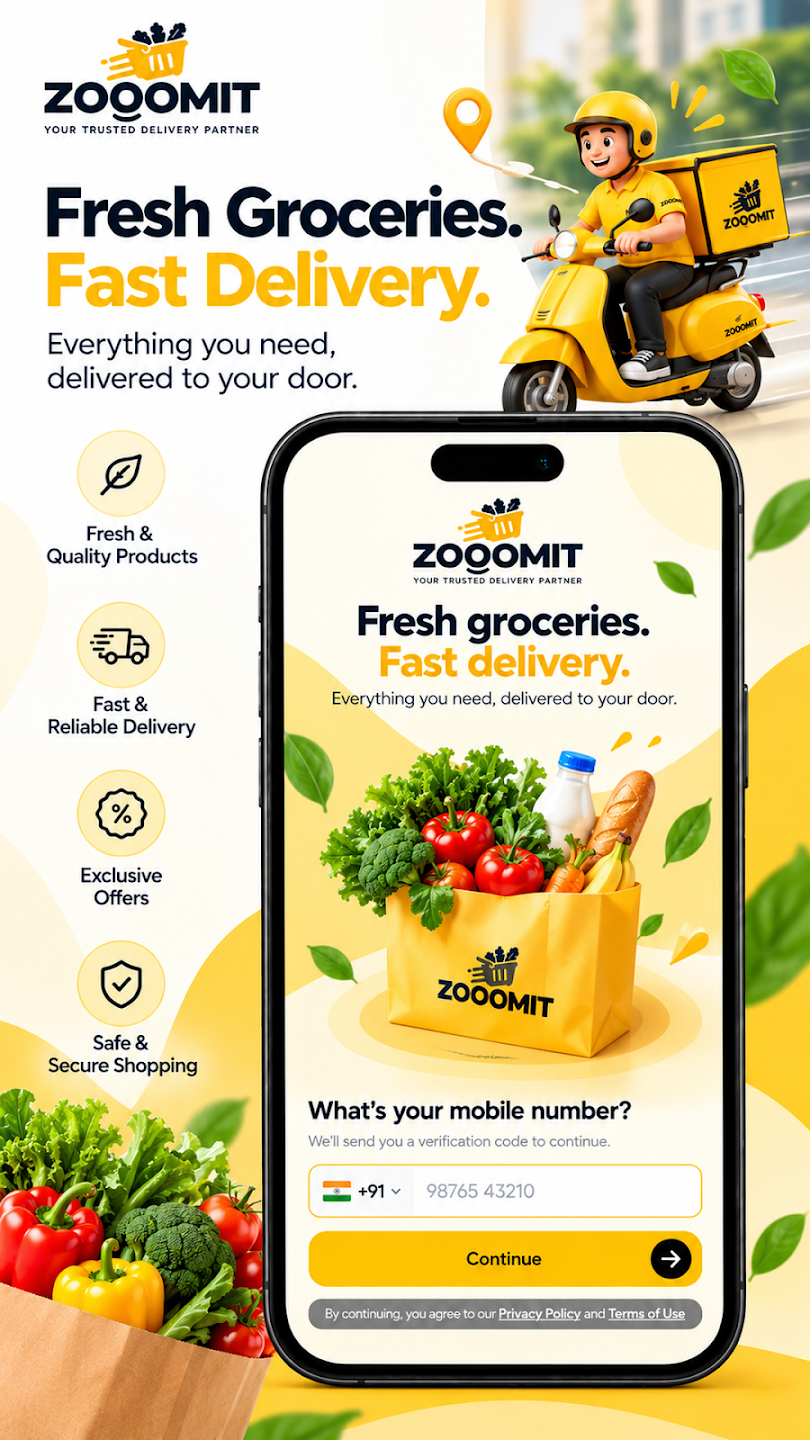 ZOOOMIT
YOUR TRUSTED DELIVERY PARTNER
Fresh Groceries.
Fast Delivery.
Everything you need,
delivered to your door.
ZOOOMIT
ZOOOMIT
Fresh &
Quality Products
Fast &
Reliable Delivery
%
Exclusive
Offers
Safe &
Secure Shopping
ZOOOMIT
YOUR TRUSTED DELIVERY PARTNER
Fresh groceries.
Fast delivery.
Everything you need, delivered to your door.
ZOOOMIT
What's your mobile number?
We'll send you a verification code to continue.
+91 98765 43210
Continue
By continuing, you agree to our Privacy Policy and Terms of Use